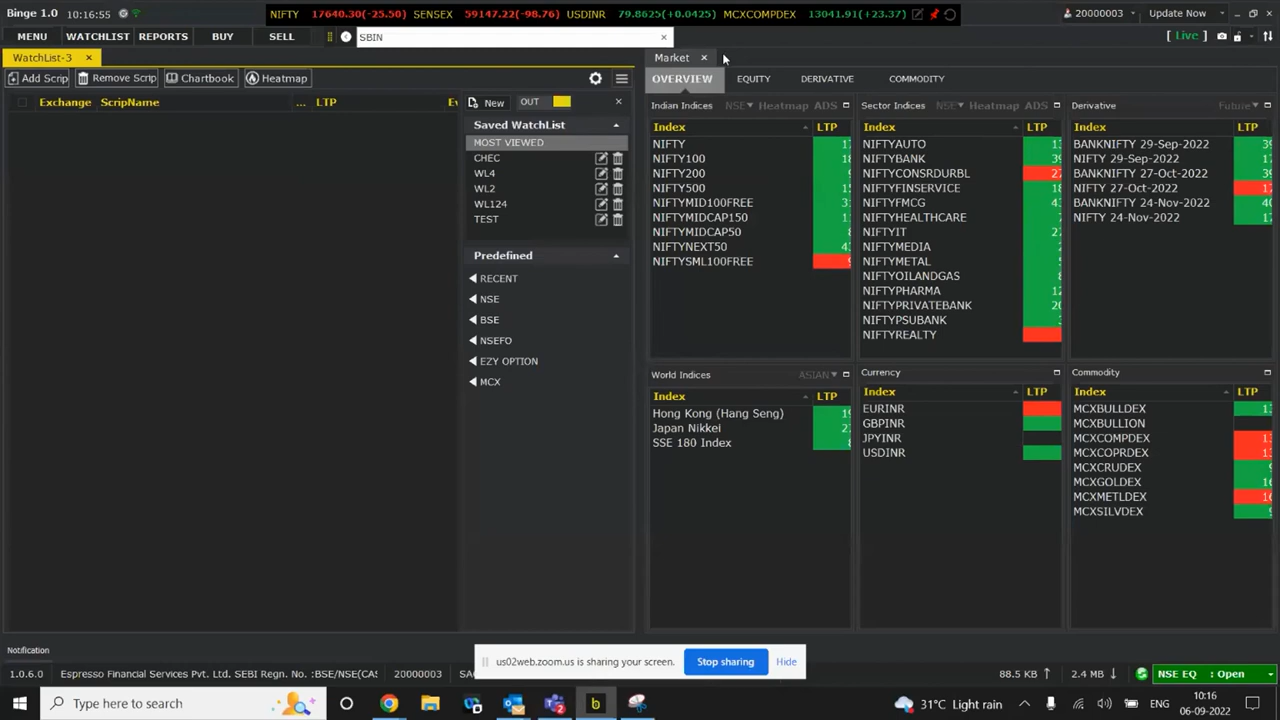 Binge 1.0 10:16:55 NIFTY 17640.30(-25.50) SENSEX 59147.22(-98.76) USDINR 79.8625(+0.0425) MCXCOMPDEX 13041.91(+23.37) 20000003 Update Now
MENU WATCHLIST REPORTS BUY SELL SBIN [ Live ]
WatchList-3 Market
Add Scrip Remove Scrip Chartbook Heatmap
OVERVIEW EQUITY DERIVATIVE COMMODITY
Exchange ScripName ... LTP
New OUT
Saved WatchList
MOST VIEWED
CHEC
WL4
WL2
WL124
TEST
Predefined
RECENT
NSE
BSE
NSEFO
EZY OPTION
MCX
Indian Indices NSE Heatmap ADS
Index LTP
NIFTY
NIFTY100
NIFTY200
NIFTY500
NIFTYMID100FREE
NIFTYMIDCAP150
NIFTYMIDCAP50
NIFTYNEXT50
NIFTYSML100FREE
Sector Indices NSE Heatmap ADS
Index LTP
NIFTYAUTO
NIFTYBANK
NIFTYCONSRDURBL
NIFTYFINSERVICE
NIFTYFMCG
NIFTYHEALTHCARE
NIFTYIT
NIFTYMEDIA
NIFTYMETAL
NIFTYOILANDGAS
NIFTYPHARMA
NIFTYPRIVATEBANK
NIFTYPSUBANK
NIFTYREALTY
Derivative Future
Index LTP
BANKNIFTY 29-Sep-2022
NIFTY 29-Sep-2022
BANKNIFTY 27-Oct-2022
NIFTY 27-Oct-2022
BANKNIFTY 24-Nov-2022
NIFTY 24-Nov-2022
World Indices ASIAN
Index LTP
Hong Kong (Hang Seng)
Japan Nikkei
SSE 180 Index
Currency
Index LTP
EURINR
GBPINR
JPYINR
USDINR
Commodity
Index LTP
MCXBULLDEX
MCXBULLION
MCXCOMPDEX
MCXCOPRDEX
MCXCRUDEX
MCXGOLDEX
MCXMETLDEX
MCXSILVDEX
Notification
us02web.zoom.us is sharing your screen. Stop sharing Hide
1.0.6.0 Espresso Financial Services Pvt. Ltd. SEBI Regn. No. :BSE/NSE(CAS 20000003 88.5 KB 2.4 MB NSE EQ : Open
Type here to search 31°C Light rain ENG 10:16
06-09-2022